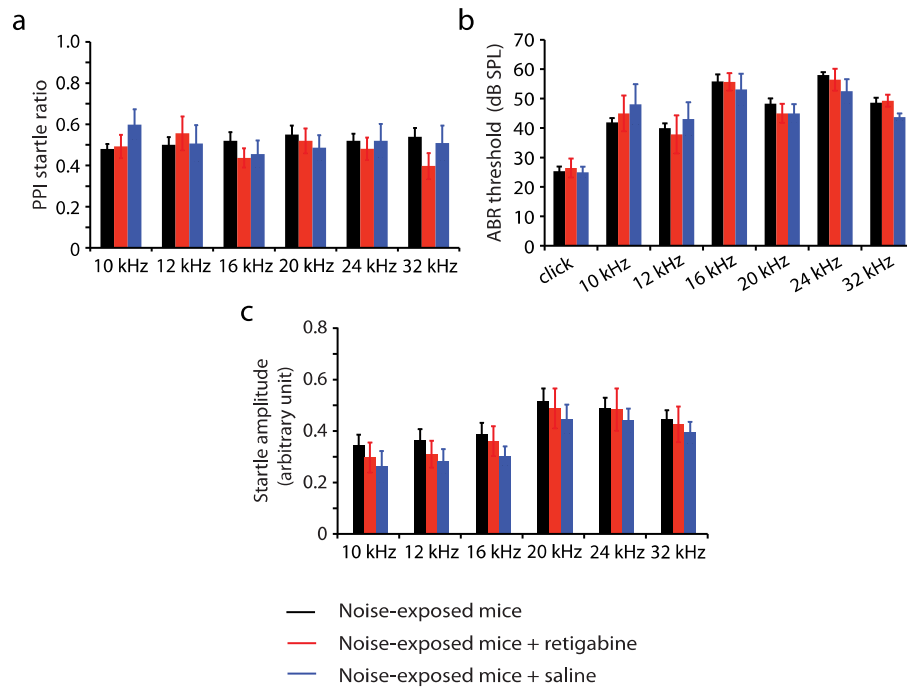 a
PPI startle ratio
1.0
0.8
0.6
0.4
0.2
0
10 kHz 12 kHz 16 kHz 20 kHz 24 kHz 32 kHz
b
ABR threshold (dB SPL)
70
60
50
40
30
20
10
0
click 10 kHz 12 kHz 16 kHz 20 kHz 24 kHz 32 kHz
c
Startle amplitude
(arbitrary unit)
0.8
0.6
0.4
0.2
0
10 kHz 12 kHz 16 kHz 20 kHz 24 kHz 32 kHz
Noise-exposed mice
Noise-exposed mice + retigabine
Noise-exposed mice + saline